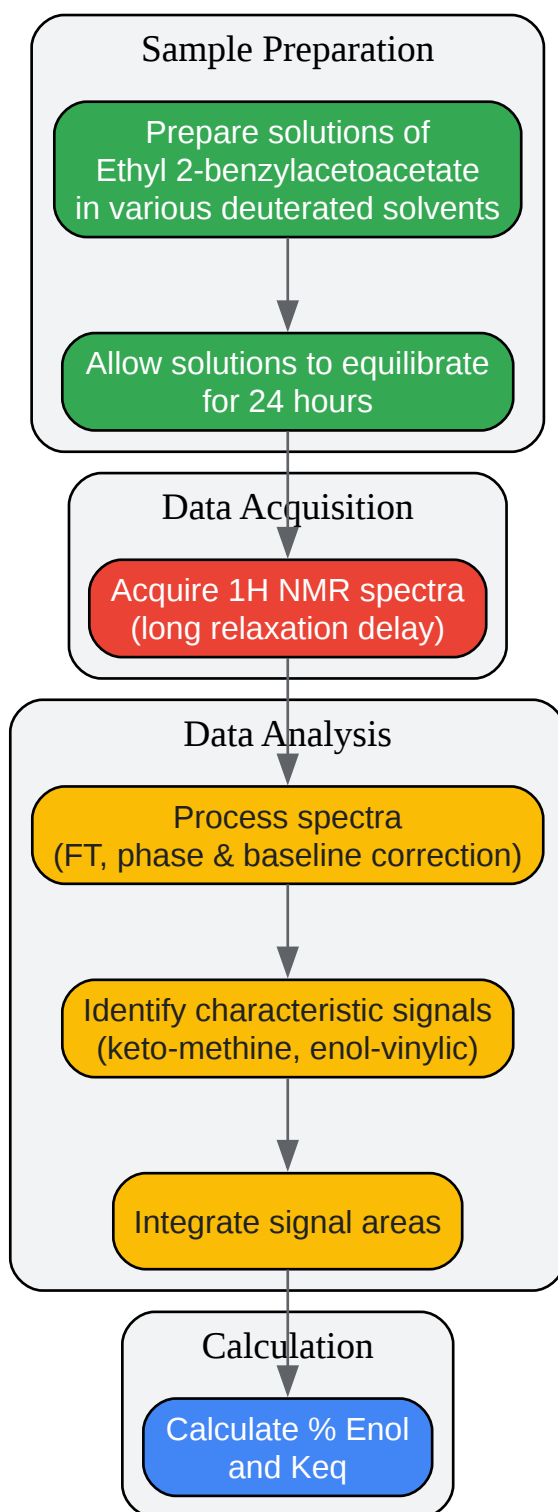 Sample Preparation
Prepare solutions of
Ethyl 2-benzylacetoacetate
in various deuterated solvents
Allow solutions to equilibrate
for 24 hours
Data Acquisition
Acquire 1H NMR spectra
(long relaxation delay)
Data Analysis
Process spectra
(FT, phase & baseline correction)
Identify characteristic signals
(keto-methine, enol-vinylic)
Integrate signal areas
Calculation
Calculate % Enol
and Keq